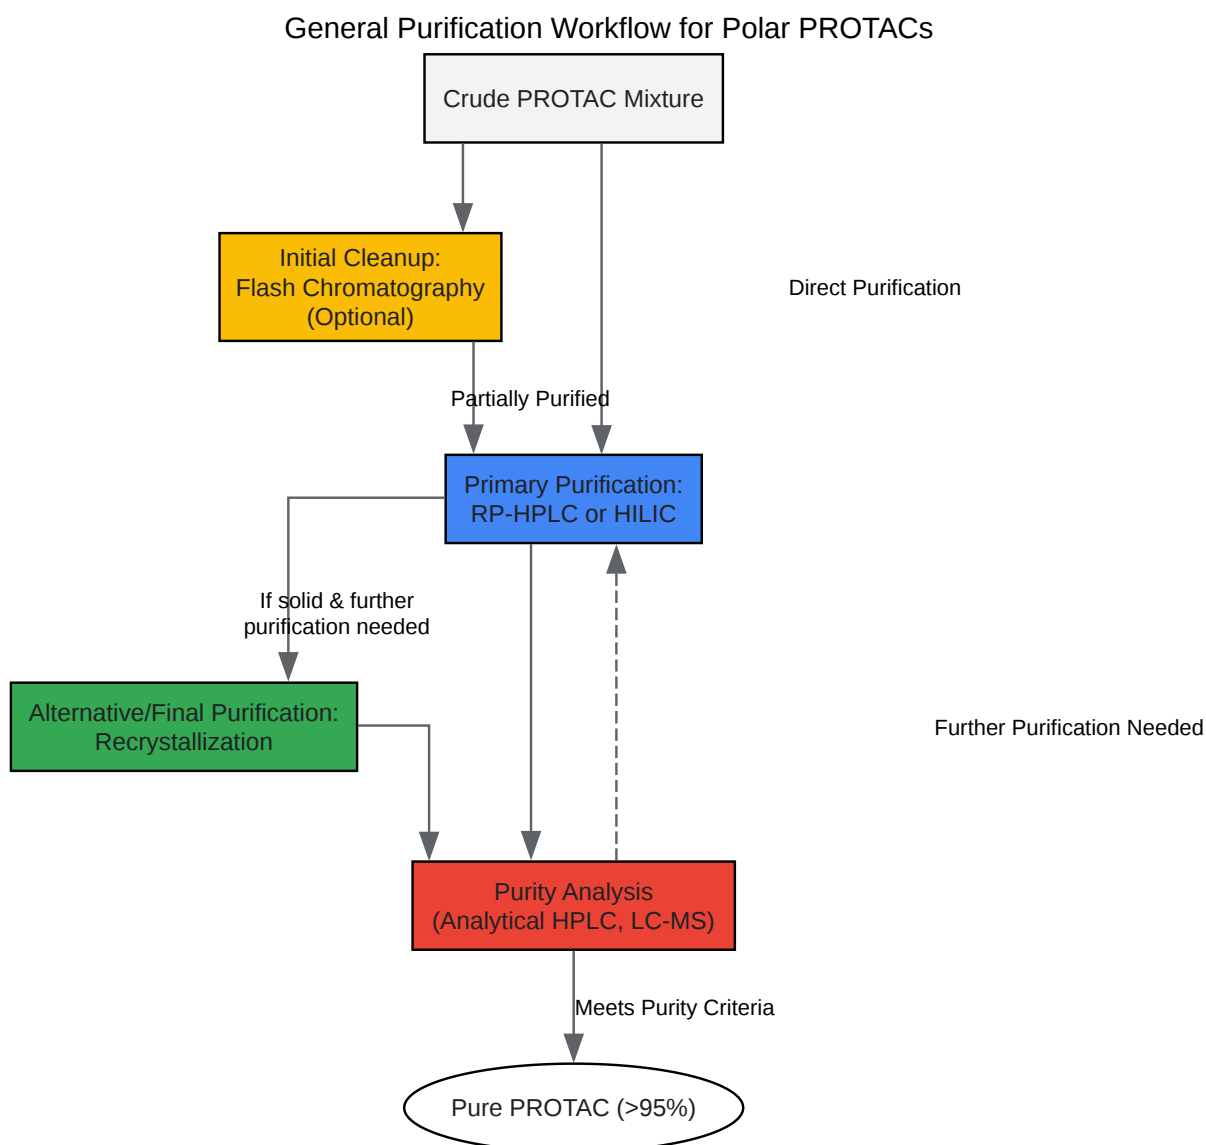 General Purification Workflow for Polar PROTACs
Crude PROTAC Mixture
Initial Cleanup:
Flash Chromatography
(Optional)
Direct Purification
Partially Purified
Primary Purification:
RP-HPLC or HILIC
If solid & further
purification needed
Alternative/Final Purification:
Recrystallization
Further Purification Needed
Purity Analysis
(Analytical HPLC, LC-MS)
Meets Purity Criteria
Pure PROTAC (>95%)